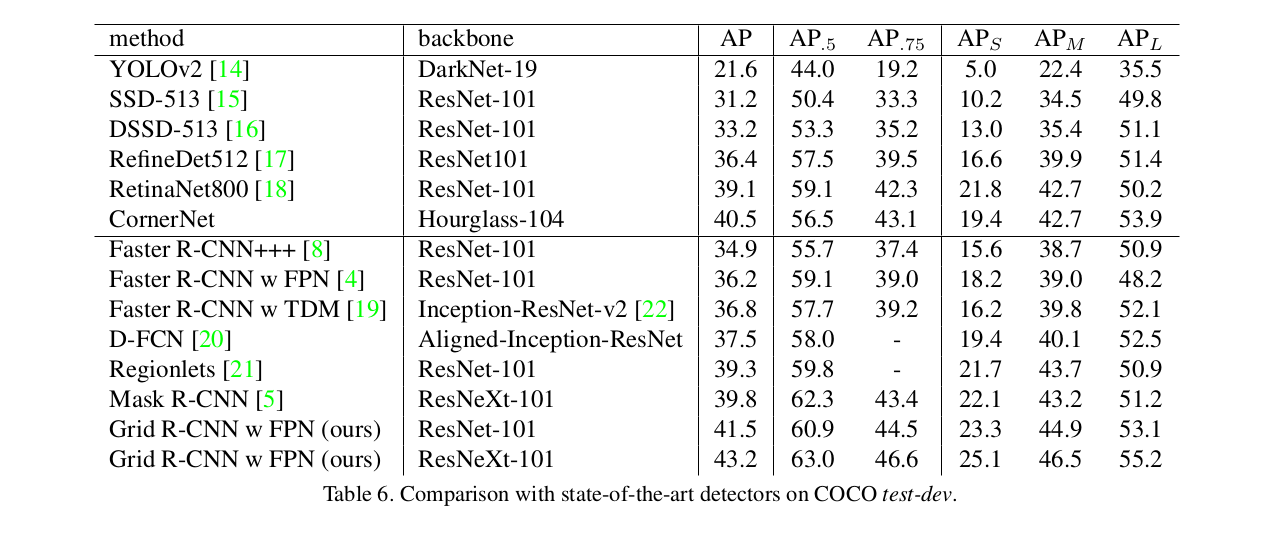 method backbone AP AP.5 AP.75 APS APM APL
YOLOv2 [14] DarkNet-19 21.6 44.0 19.2 5.0 22.4 35.5
SSD-513 [15] ResNet-101 31.2 50.4 33.3 10.2 34.5 49.8
DSSD-513 [16] ResNet-101 33.2 53.3 35.2 13.0 35.4 51.1
RefineDet512 [17] ResNet101 36.4 57.5 39.5 16.6 39.9 51.4
RetinaNet800 [18] ResNet-101 39.1 59.1 42.3 21.8 42.7 50.2
CornerNet Hourglass-104 40.5 56.5 43.1 19.4 42.7 53.9
Faster R-CNN+++ [8] ResNet-101 34.9 55.7 37.4 15.6 38.7 50.9
Faster R-CNN w FPN [4] ResNet-101 36.2 59.1 39.0 18.2 39.0 48.2
Faster R-CNN w TDM [19] Inception-ResNet-v2 [22] 36.8 57.7 39.2 16.2 39.8 52.1
D-FCN [20] Aligned-Inception-ResNet 37.5 58.0 - 19.4 40.1 52.5
Regionlets [21] ResNet-101 39.3 59.8 - 21.7 43.7 50.9
Mask R-CNN [5] ResNeXt-101 39.8 62.3 43.4 22.1 43.2 51.2
Grid R-CNN w FPN (ours) ResNet-101 41.5 60.9 44.5 23.3 44.9 53.1
Grid R-CNN w FPN (ours) ResNeXt-101 43.2 63.0 46.6 25.1 46.5 55.2
Table 6. Comparison with state-of-the-art detectors on COCO test-dev.